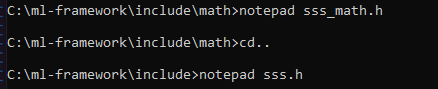 C:\ml-framework\include\math>notepad sss_math.h
C:\ml-framework\include\math>cd..
C:\ml-framework\include>notepad sss.h